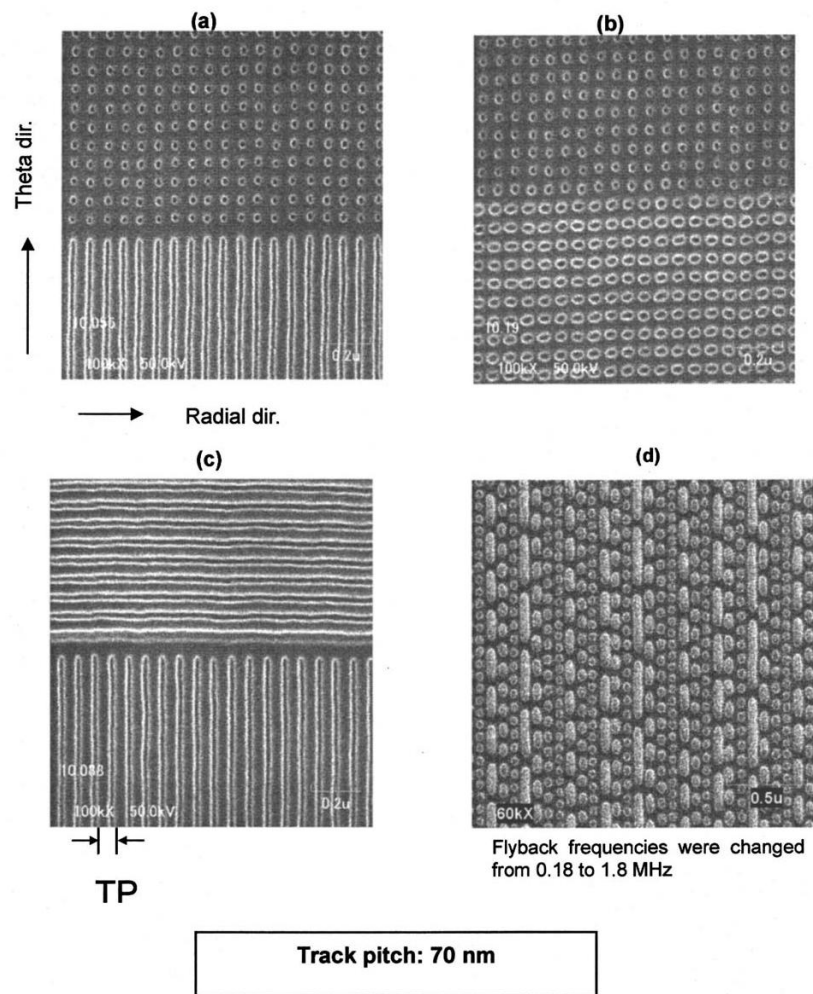 (a)
(b)
Theta dir.
10.056
0.2u
100kX 50.0kV
10.19
0.2u
100kX 50.0kV
Radial dir.
(c)
(d)
10.088
0.2u
100kX 50.0kV
0.5u
60kX
TP
Flyback frequencies were changed
from 0.18 to 1.8 MHz
Track pitch: 70 nm